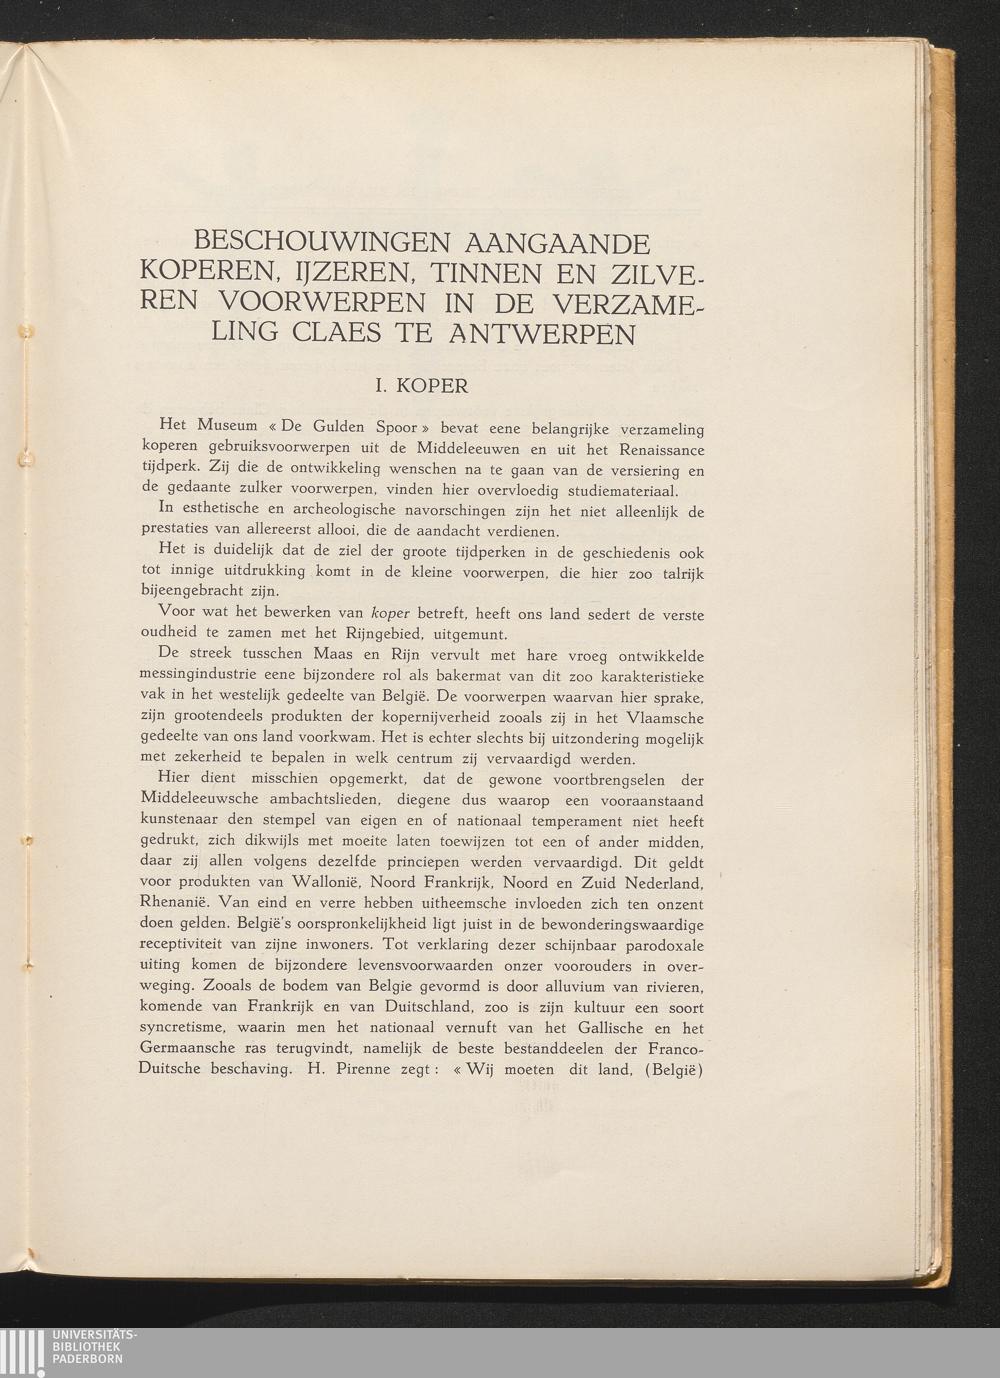 BESCHOUWINGEN AANGAANDE
KOPEREN, IJZEREN, TINNEN EN ZILVE-
REN VOORWERPEN IN DE VERZAME-
LING CLAES TE ANTWERPEN
I. KOPER
Het Museum « De Gulden Spoor » bevat eene belangrijke verzameling
koperen gebruiksvoorwerpen uit de Middeleeuwen en uit het Renaissance
tijdperk. Zij die de ontwikkeling wenschen na te gaan van de versiering en
de gedaante zulker voorwerpen, vinden hier overvloedig studiemateriaal.
In esthetische en archeologische navorschingen zijn het niet alleenlijk de
prestaties van allereerst allooi, die de aandacht verdienen.
Het is duidelijk dat de ziel der groote tijdperken in de geschiedenis ook
tot innige uitdrukking komt in de kleine voorwerpen, die hier zoo talrijk
bijeengebracht zijn.
Voor wat het bewerken van koper betreft, heeft ons land sedert de verste
oudheid te zamen met het Rijngebied, uitgemunt.
De streek tusschen Maas en Rijn vervult met hare vroeg ontwikkelde
messingindustrie eene bijzondere rol als bakermat van dit zoo karakteristieke
vak in het westelijk gedeelte van België. De voorwerpen waarvan hier sprake,
zijn grootendeels produkten der kopernijverheid zooals zij in het Vlaamsche
gedeelte van ons land voorkwam. Het is echter slechts bij uitzondering mogelijk
met zekerheid te bepalen in welk centrum zij vervaardigd werden.
Hier dient misschien opgemerkt, dat de gewone voortbrengselen der
Middeleeuwsche ambachtslieden, diegene dus waarop een vooraanstaand
kunstenaar den stempel van eigen en of nationaal temperament niet heeft
gedrukt, zich dikwijls met moeite laten toewijzen tot een of ander midden,
daar zij allen volgens dezelfde principen werden vervaardigd. Dit geldt
voor produkten van Wallonië, Noord Frankrijk, Noord en Zuid Nederland,
Rhenanië. Van eind en verre hebben uitheemsche invloeden zich ten onzent
doen gelden. België's oorspronkelijkheid ligt juist in de bewonderingswaardige
receptiviteit van zijne inwoners. Tot verklaring dezer schijnbaar parodoxale
uiting komen de bijzondere levensvoorwaarden onzer voorouders in over-
weging. Zooals de bodem van Belgie gevormd is door alluvium van rivieren,
komende van Frankrijk en van Duitschland, zoo is zijn kultuur een soort
syncretisme, waarin men het nationaal vernuft van het Gallische en het
Germaansche ras terugvindt, namelijk de beste bestanddeelen der Franco-
Duitsche beschaving. H. Pirenne zegt : « Wij moeten dit land, (België)
UNIVERSITÄTS-
BIBLIOTHEK
PADERBORN